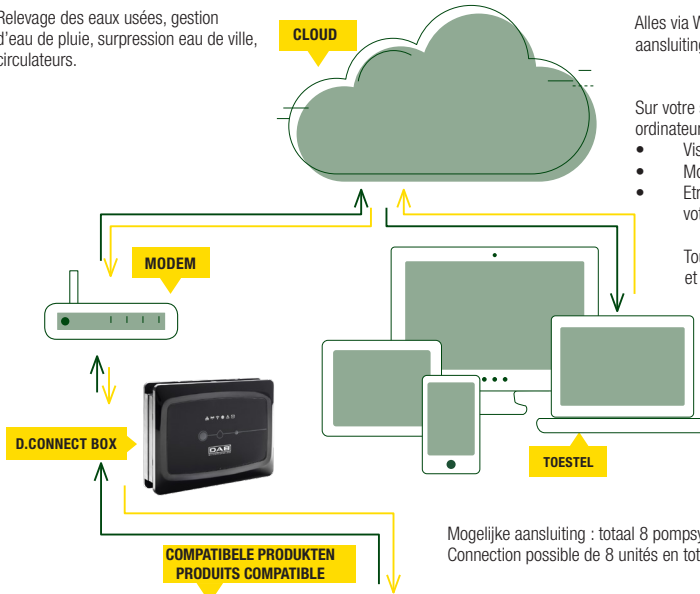 Relevage des eaux usées, gestion
d'eau de pluie, surpression eau de ville,
circulateurs.
CLOUD
Alles via
aansluiting
Sur votre
ordinateur
Tou
et
MODEM
D.CONNECT BOX
DAB
TOESTEL
Mogelijke aansluiting : totaal 8 pompsy
Connection possible de 8 unités en tot
COMPATIBELE PRODUKTEN
PRODUITS COMPATIBLE